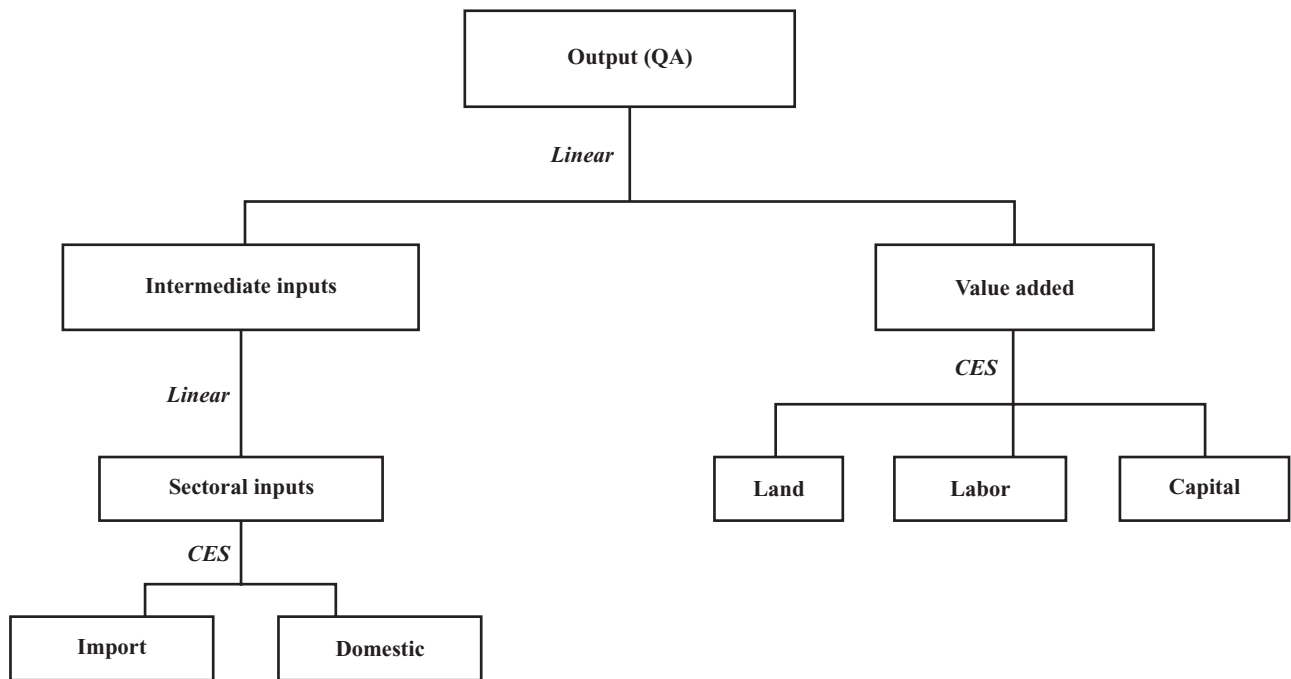 Output (QA)
Linear
Intermediate inputs
Value added
CES
Linear
Sectoral inputs
Land
Labor
Capital
CES
Import
Domestic